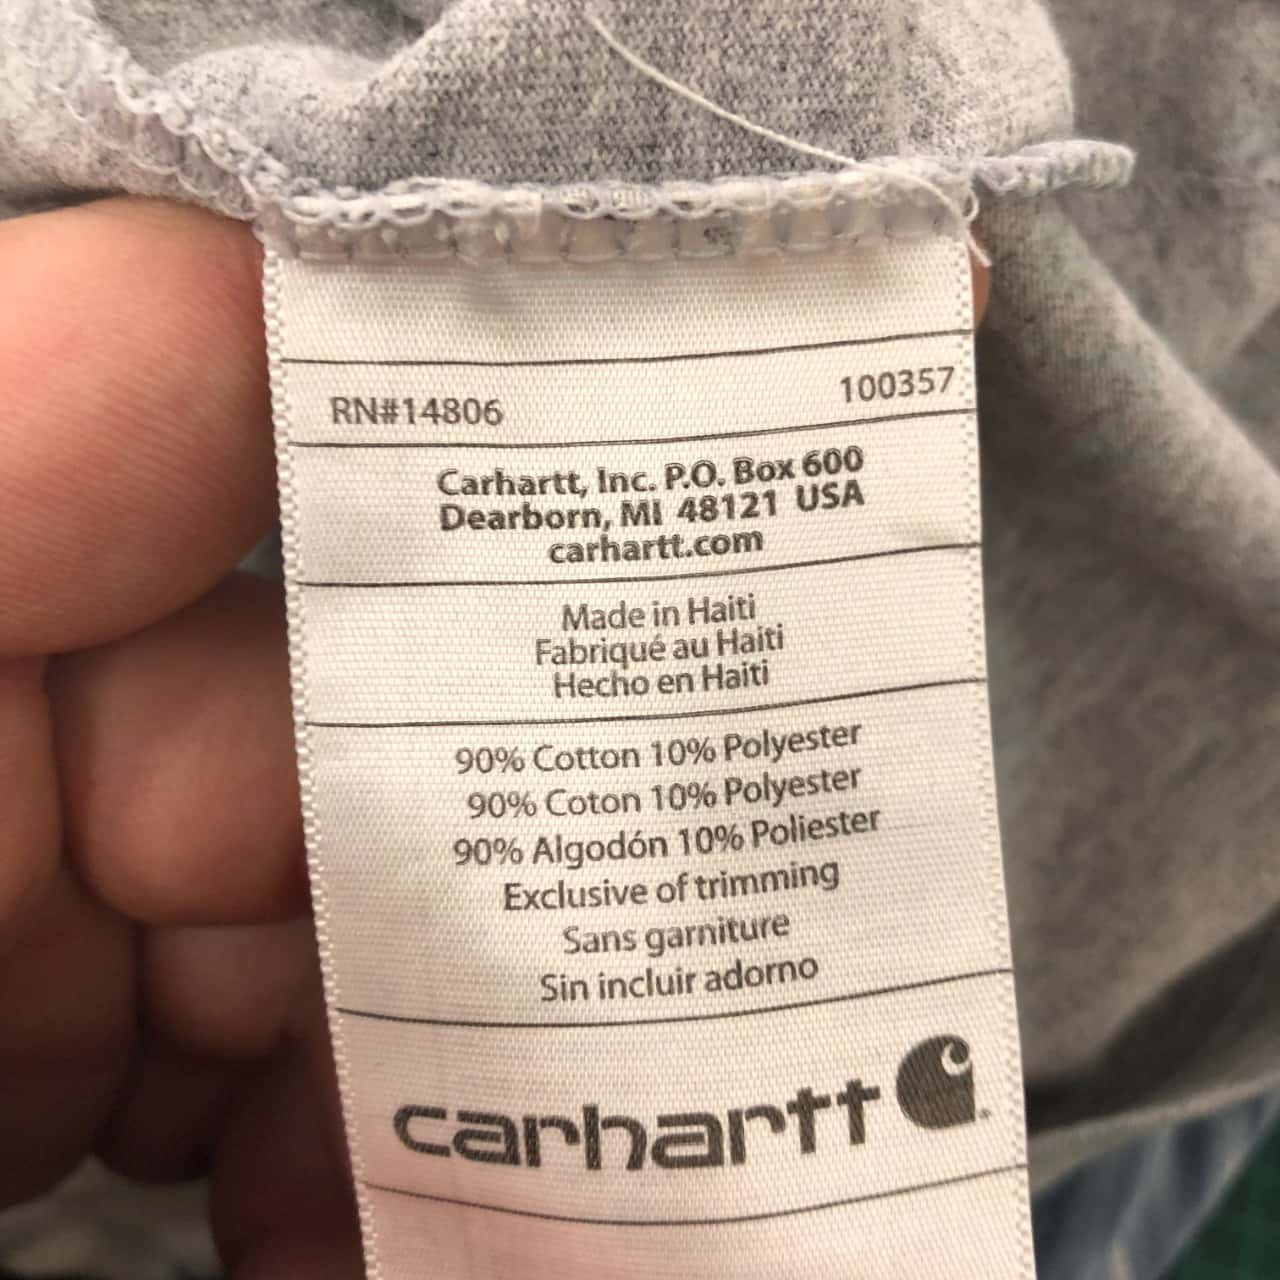 RN#14806 100357
Carhartt, Inc. P.O. Box 600
Dearborn, MI 48121 USA
carhartt.com
Made in Haiti
Fabriqué au Haiti
Hecho en Haiti
90% Cotton 10% Polyester
90% Coton 10% Polyester
90% Algodón 10% Poliester
Exclusive of trimming
Sans garniture
Sin incluir adorno
carhartt